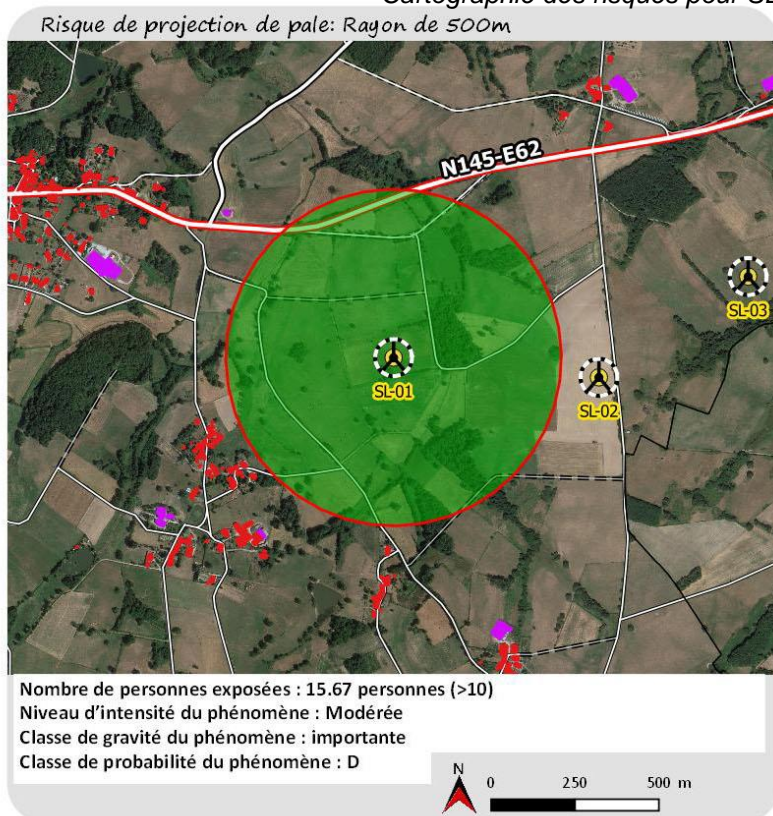 Cartographie des risques pour
Risque de projection de pale: Rayon de 500m
N145-E62
SL-03
SL-01
SL-02
Nombre de personnes exposées : 15.67 personnes (>10)
Niveau d'intensité du phénomène : Modérée
Classe de gravité du phénomène : importante
Classe de probabilité du phénomène : D
N
0 250 500 m